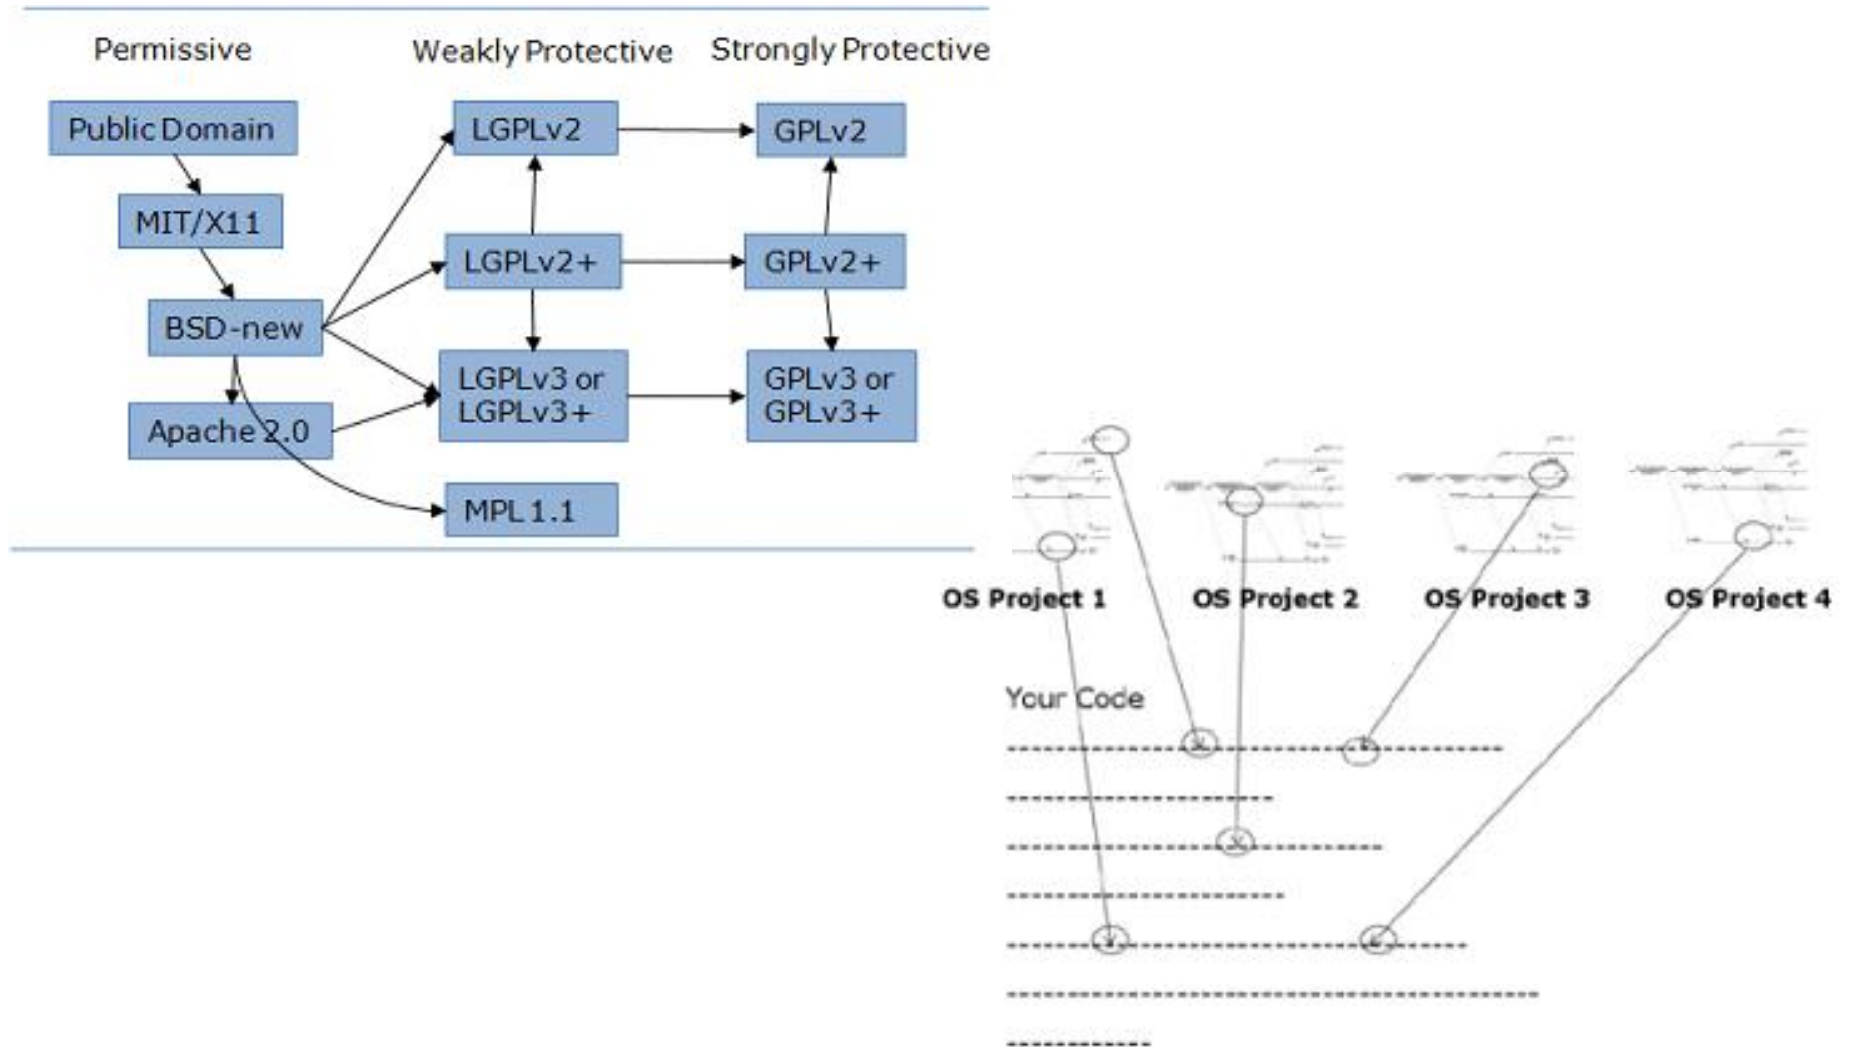 Permissive
Weakly Protective
Strongly Protective
Public Domain
LGPLv2
GPLv2
MIT/X11
LGPLv2+
GPLv2+
BSD-new
LGPLv3 or
LGPLv3+
GPLv3 or
GPLv3+
Apache 2.0
MPL 1.1
OS Project 1
OS Project 2
OS Project 3
OS Project 4
Your Code